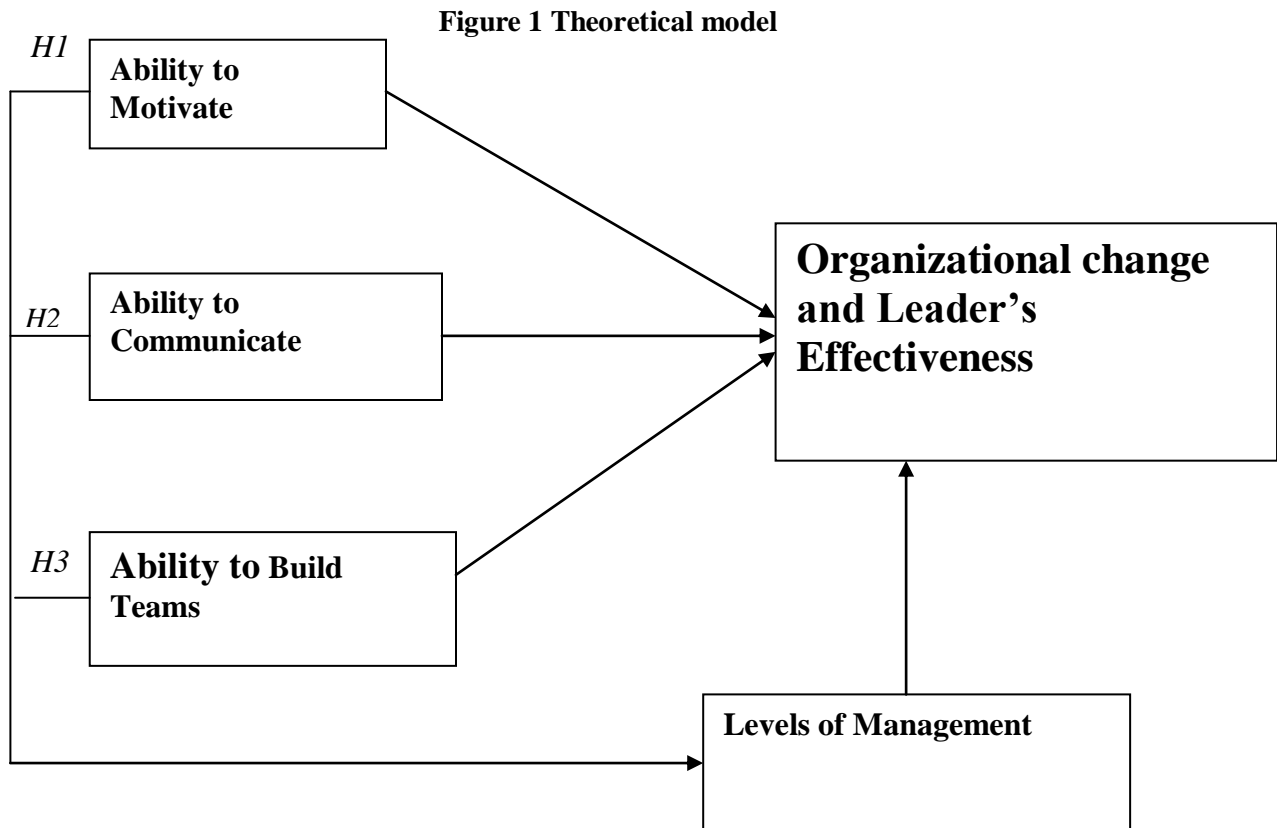 Figure 1 Theoretical model
H1
Ability to
Motivate
Organizational change
and Leader’s
Effectiveness
H2
Ability to
Communicate
H3
Ability to Build
Teams
Levels of Management